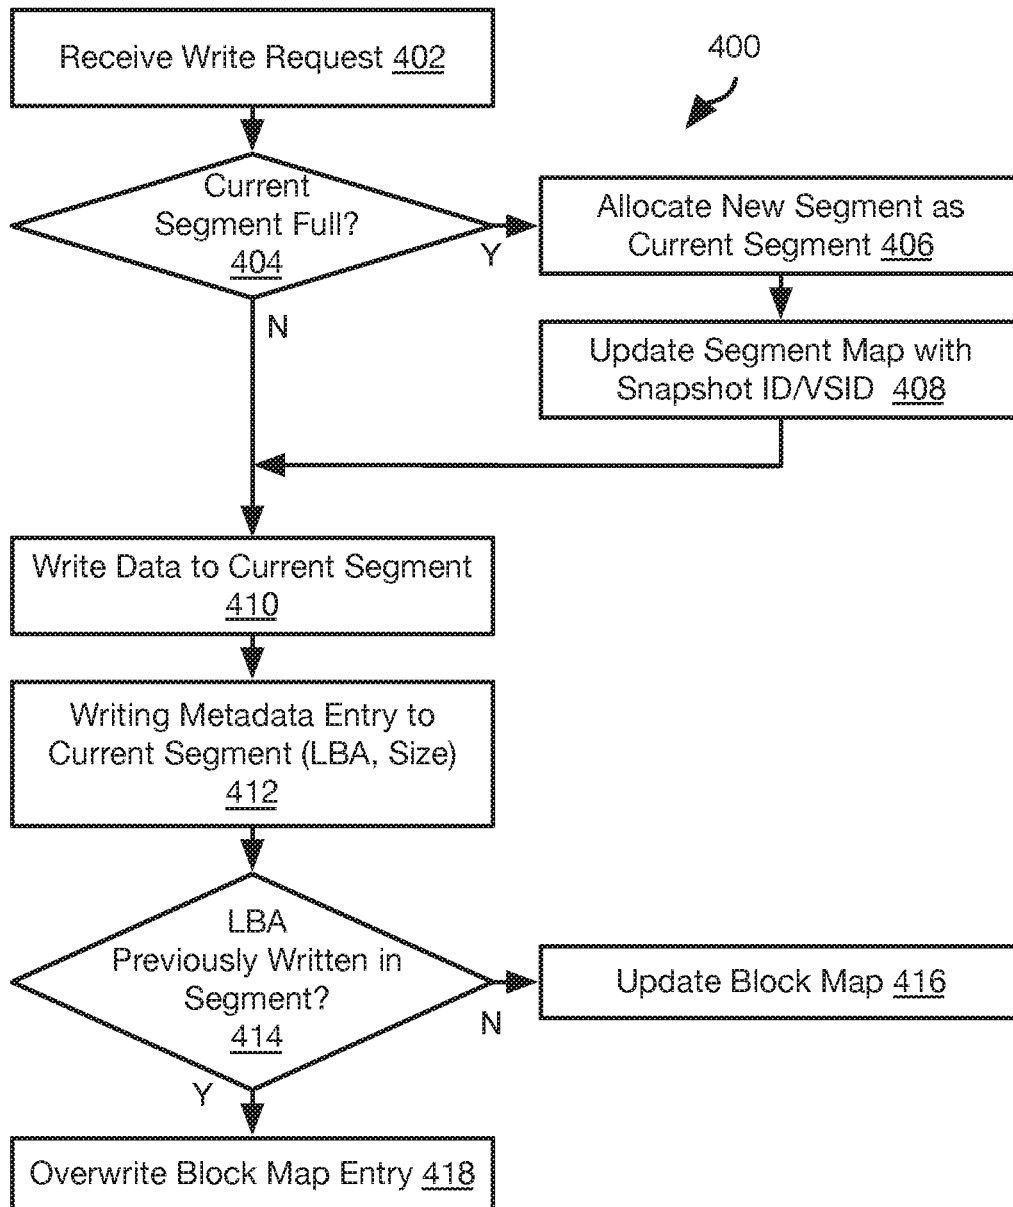 Receive Write Request 402
400
Current
Segment Full?
404
Y
N
Allocate New Segment as
Current Segment 406
Update Segment Map with
Snapshot ID/VSID 408
Write Data to Current Segment
410
Writing Metadata Entry to
Current Segment (LBA, Size)
412
LBA
Previously Written in
Segment?
414
N
Y
Update Block Map 416
Overwrite Block Map Entry 418